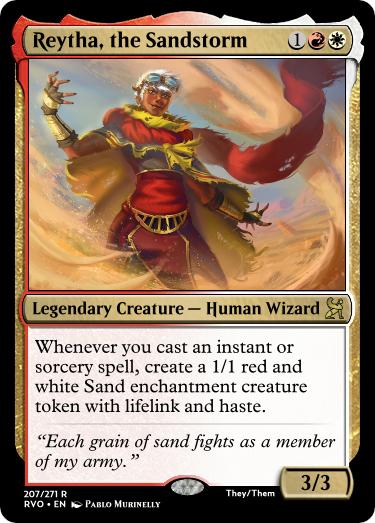 Reytha, the Sandstorm 1
Legendary Creature — Human Wizard
Whenever you cast an instant or
sorcery spell, create a 1/1 red and
white Sand enchantment creature
token with lifelink and haste.
“Each grain of sand fights as a member
of my army.”
3/3
207/271 R
RVO • EN Pablo Murinelly
They/Them